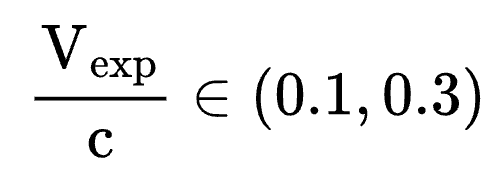 V_exp/c ∈ (0.1, 0.3)